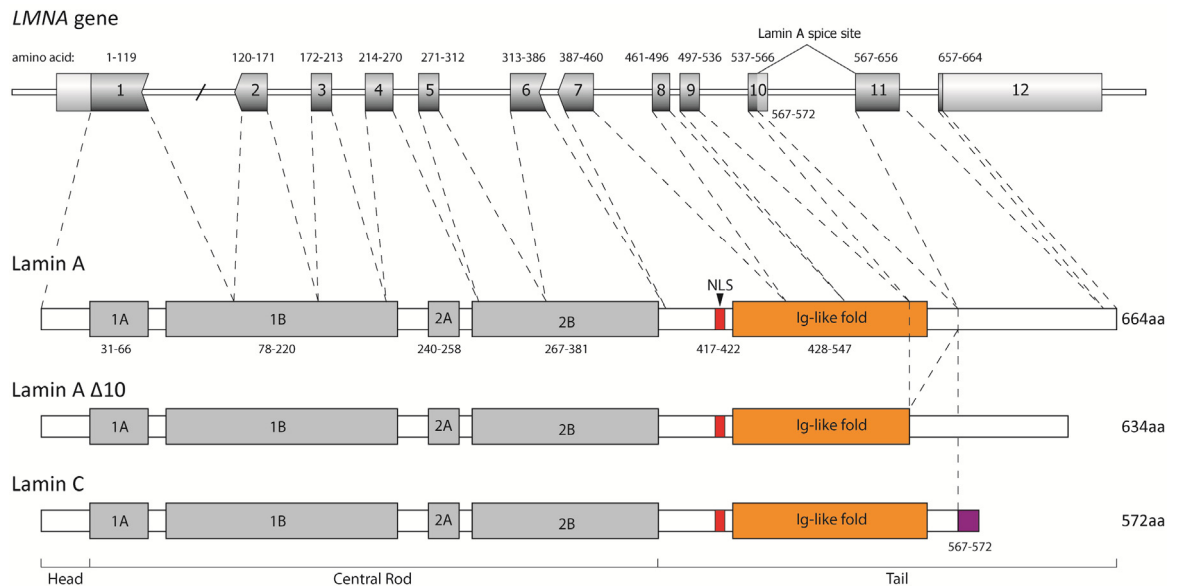 LMNA gene
Lamin A spice site
amino acid: 1-119 120-171 172-213 214-270 271-312 313-386 387-460 461-496 497-536 537-566 567-656 657-664
1 2 3 4 5 6 7 8 9 10 11 12
567-572
Lamin A
NLS
1A 1B 2A 2B Ig-like fold 664aa
31-66 78-220 240-258 267-381 417-422 428-547
Lamin A Δ10
1A 1B 2A 2B Ig-like fold 634aa
Lamin C
1A 1B 2A 2B Ig-like fold 572aa
567-572
Head Central Rod Tail